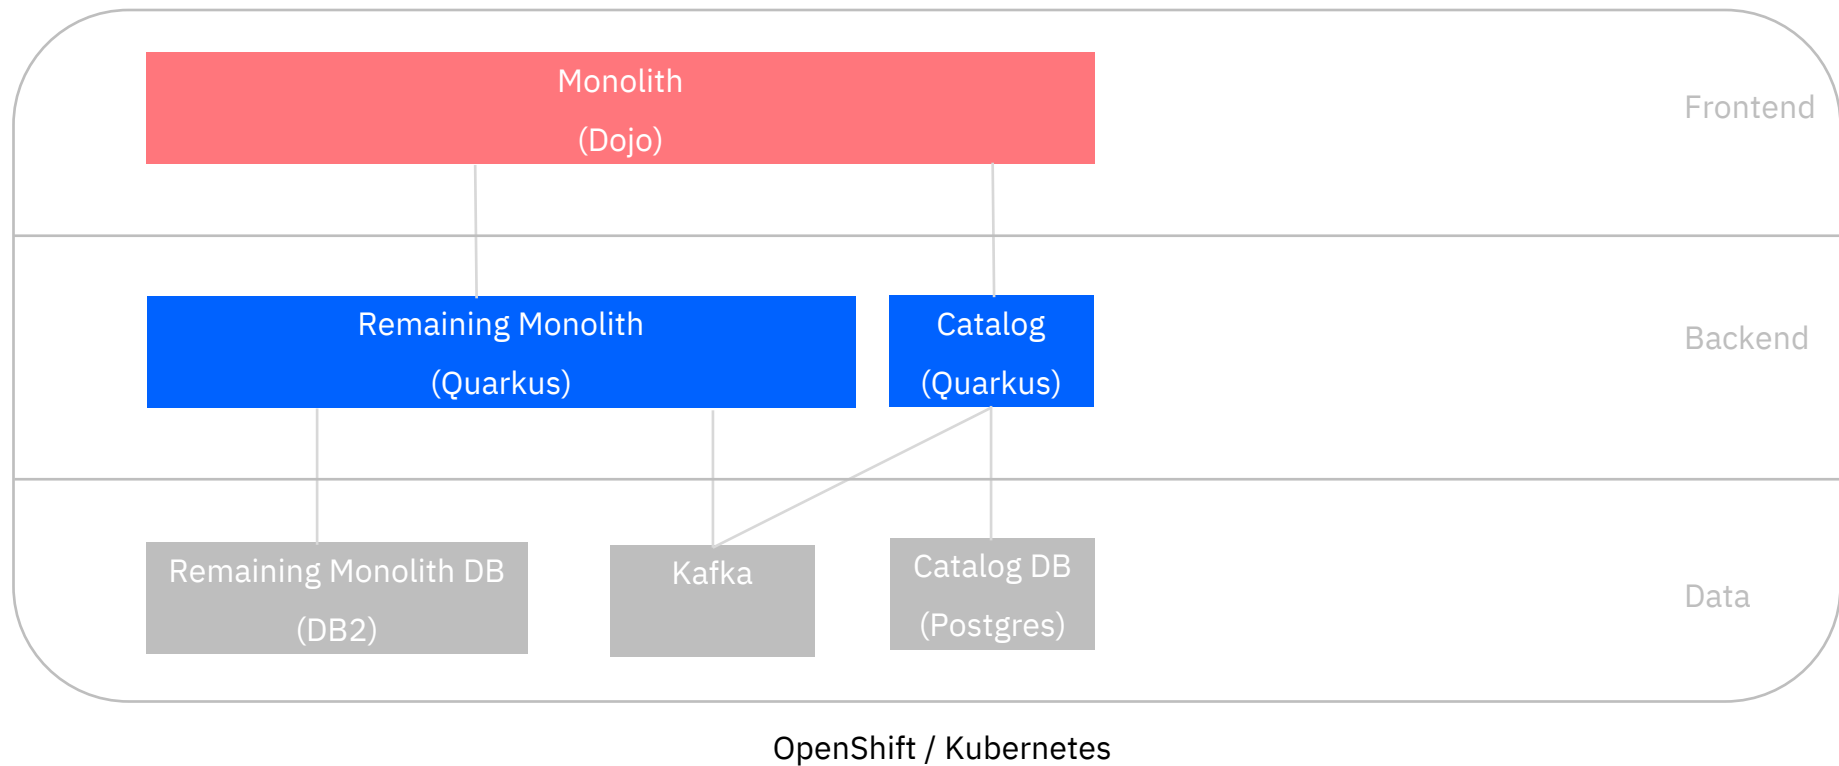 Monolith
(Dojo)
Frontend
Remaining Monolith
(Quarkus)
Catalog
(Quarkus)
Backend
Remaining Monolith DB
(DB2)
Kafka
Catalog DB
(Postgres)
Data
OpenShift / Kubernetes